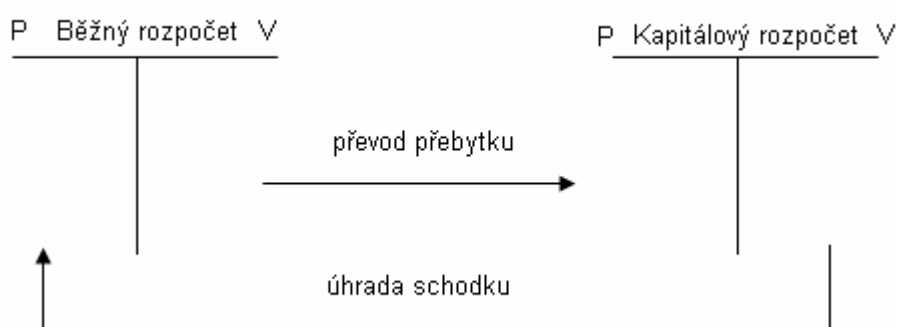 P Běžný rozpočet V
P Kapitálový rozpočet V
převod přebytku
úhrada schodku